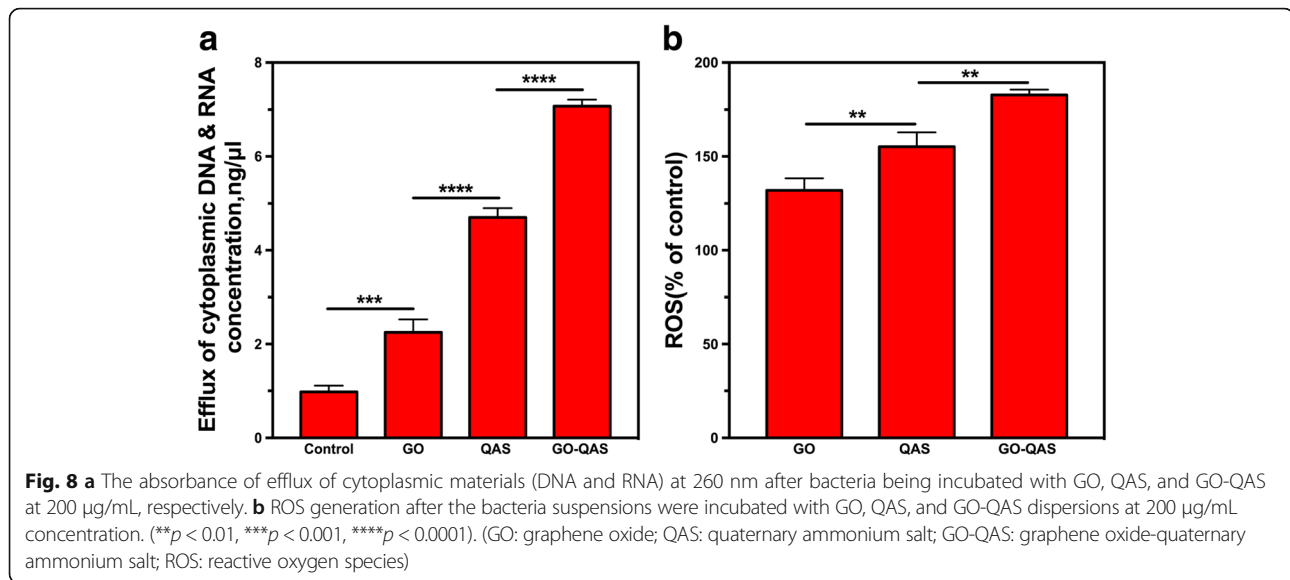 a
Efflux of cytoplasmic DNA & RNA
concentration,ng/µl
8
6
4
2
0
***
****
****
Control GO QAS GO-QAS
b
ROS(% of control)
200
150
100
50
0
**
**
GO QAS GO-QAS
Fig. 8 a The absorbance of efflux of cytoplasmic materials (DNA and RNA) at 260 nm after bacteria being incubated with GO, QAS, and GO-QAS
at 200 µg/mL, respectively. b ROS generation after the bacteria suspensions were incubated with GO, QAS, and GO-QAS dispersions at 200 µg/mL
concentration. (**p < 0.01, ***p < 0.001, ****p < 0.0001). (GO: graphene oxide; QAS: quaternary ammonium salt; GO-QAS: graphene oxide-quaternary
ammonium salt; ROS: reactive oxygen species)